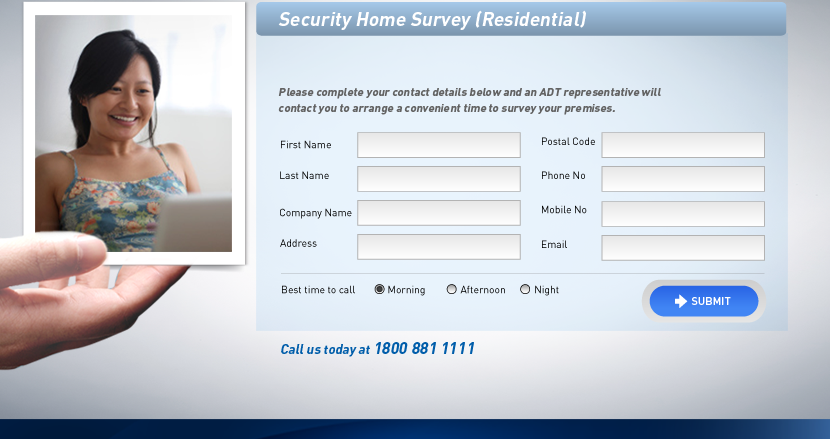 Security Home Survey (Residential)
Please complete your contact details below and an ADT representative will
contact you to arrange a convenient time to survey your premises.
First Name
Postal Code
Last Name
Phone No
Company Name
Mobile No
Address
Email
Best time to call Morning Afternoon Night
SUBMIT
Call us today at 1800 881 1111